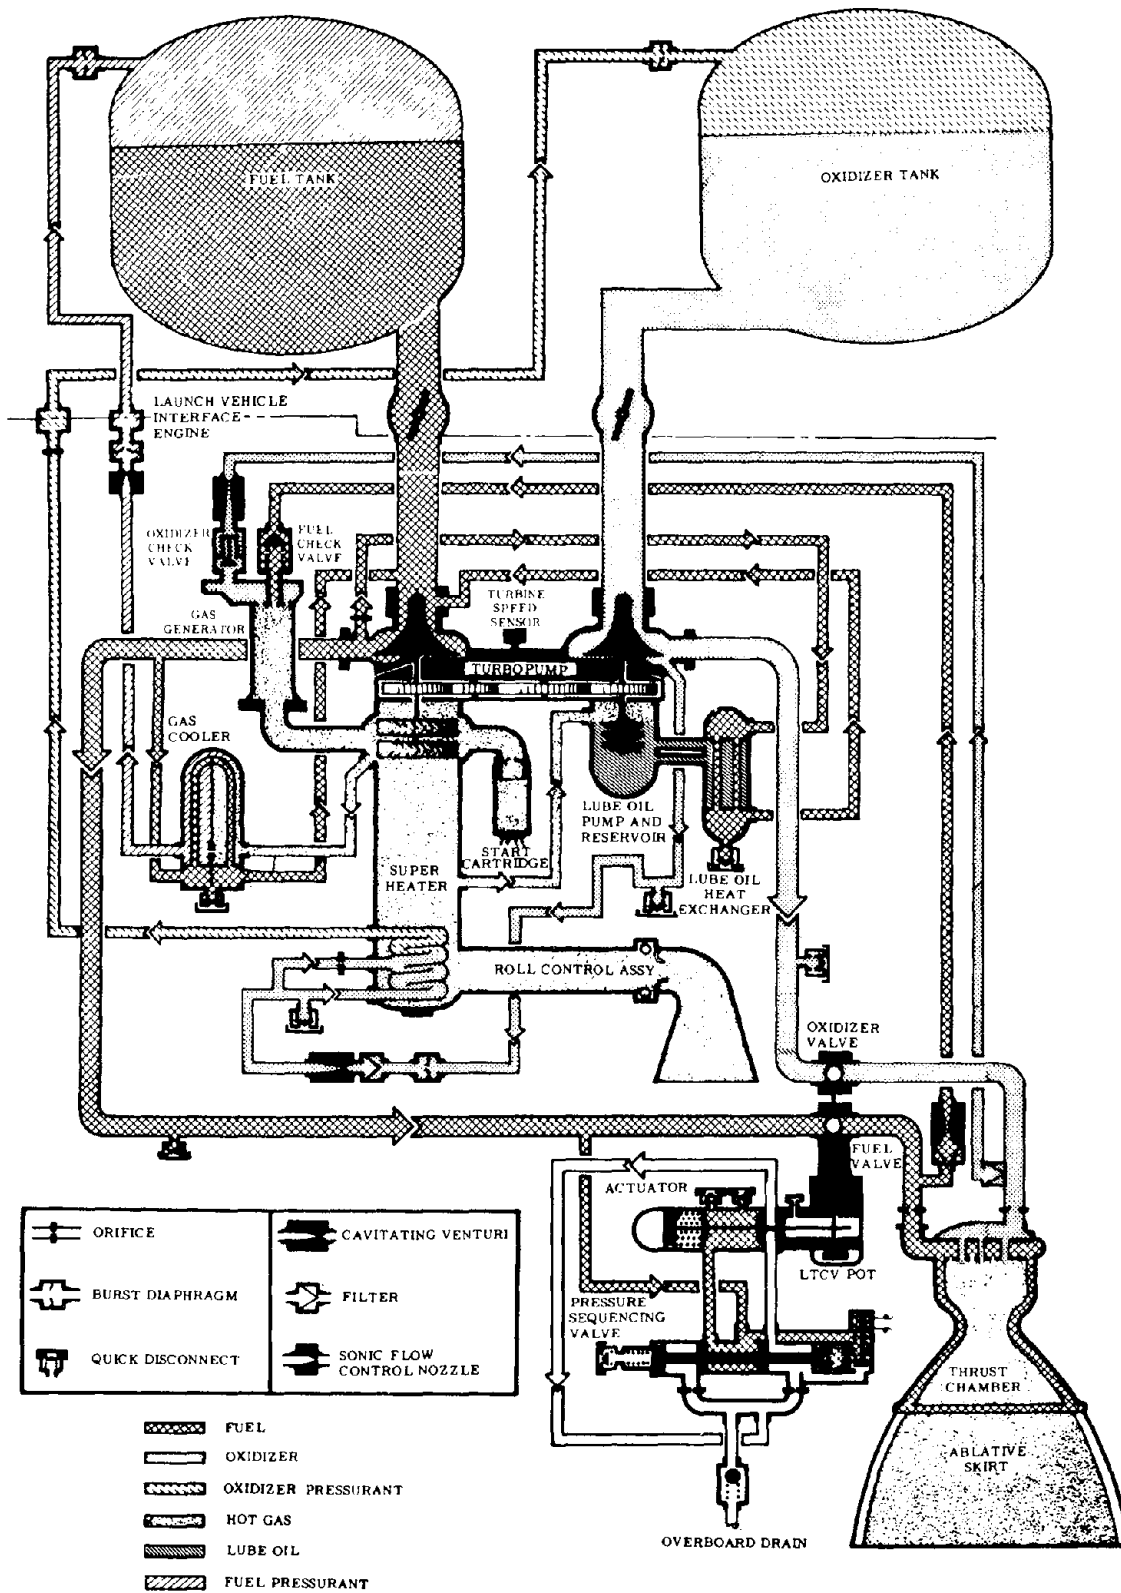 FUEL TANK
OXIDIZER TANK
LAUNCH VEHICLE
INTERFACE
ENGINE
OXIDIZER
CHECK
VALVE
FUEL
CHECK
VALVE
GAS
GENERATOR
TURBINE
SPEED
SENSOR
TURBOPUMP
GAS
COOLER
START
CARTRIDGE
LUBE OIL
PUMP AND
RESERVOIR
LUBE OIL
HEAT
EXCHANGER
SUPER
HEATER
ROLL CONTROL ASSY
OXIDIZER
VALVE
FUEL
VALVE
ACTUATOR
LTCV POT
PRESSURE
SEQUENCING
VALVE
THRUST
CHAMBER
ABLATIVE
SKIRT
OVERBOARD DRAIN
ORIFICE
BURST DIAPHRAGM
QUICK DISCONNECT
CAVITATING VENTURI
FILTER
SONIC FLOW
CONTROL NOZZLE
FUEL
OXIDIZER
OXIDIZER PRESSURANT
HOT GAS
LUBE OIL
FUEL PRESSURANT